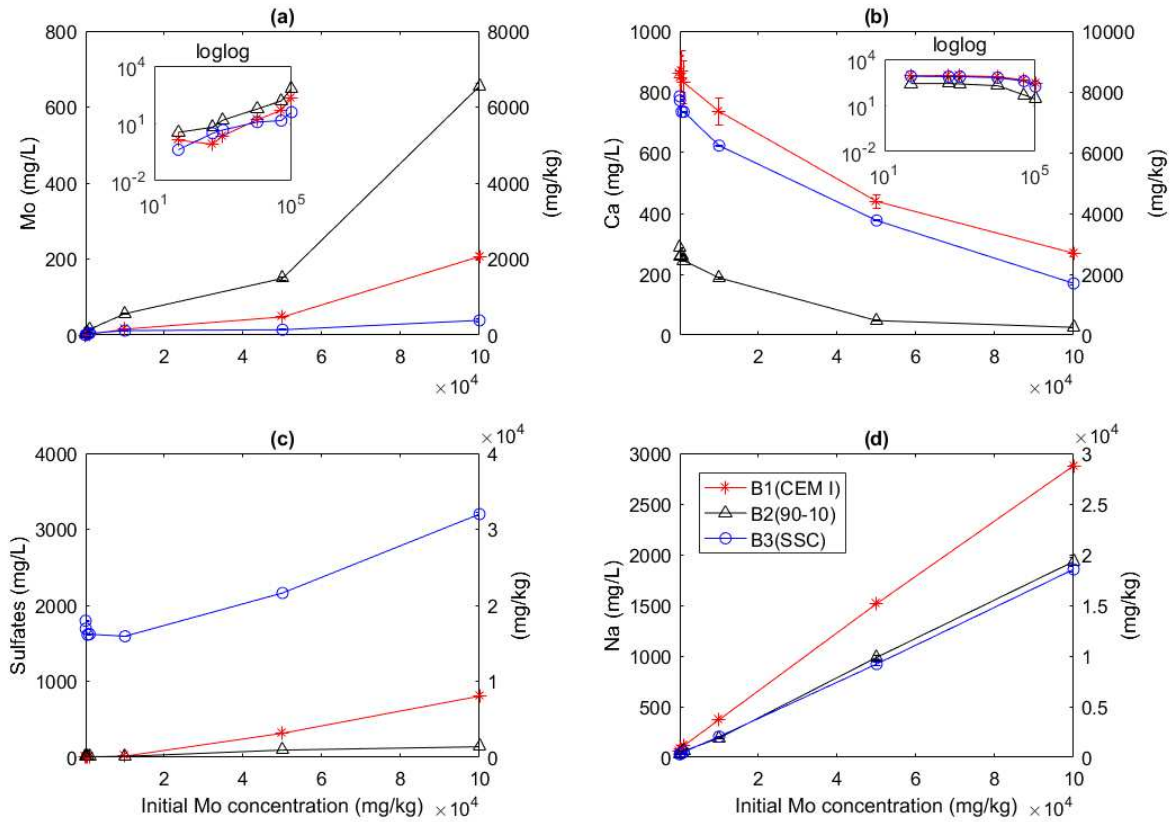 (a)
800
600
400
200
0
Mo (mg/L)
loglog
10^4
10^1
10^-2
10^1
10^5
8000
6000
4000
2000
0
(mg/kg)
2 4 6 8 10
× 10^4
(b)
1000
800
600
400
200
0
Ca (mg/L)
loglog
10^4
10^1
10^-2
10^1
10^5
10000
8000
6000
4000
2000
0
(mg/kg)
2 4 6 8 10
× 10^4
(c)
4000
3000
2000
1000
0
Sulfates (mg/L)
× 10^4
4
3
2
1
0
(mg/kg)
2 4 6 8 10
Initial Mo concentration (mg/kg) × 10^4
(d)
3000
2500
2000
1500
1000
500
0
Na (mg/L)
B1(CEM I)
B2(90-10)
B3(SSC)
× 10^4
3
2.5
2
1.5
1
0.5
0
(mg/kg)
2 4 6 8 10
Initial Mo concentration (mg/kg) × 10^4